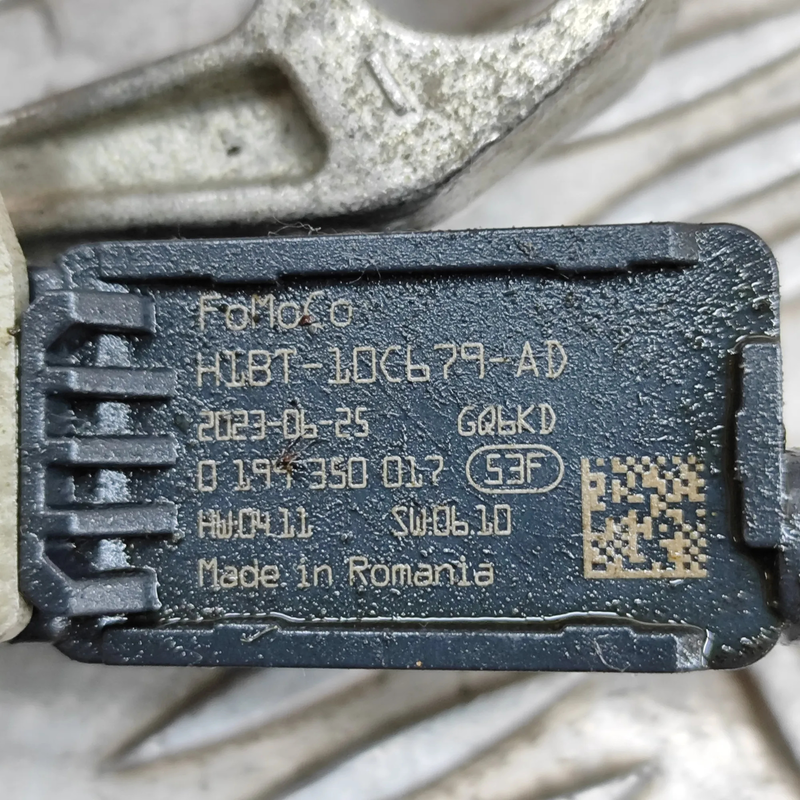 FoMoCo
H1BT-10C679-AD
2023-06-25 GQ6KD
0 199 350 017 S3F
HW:04.11 SW:06.10
Made in Romania